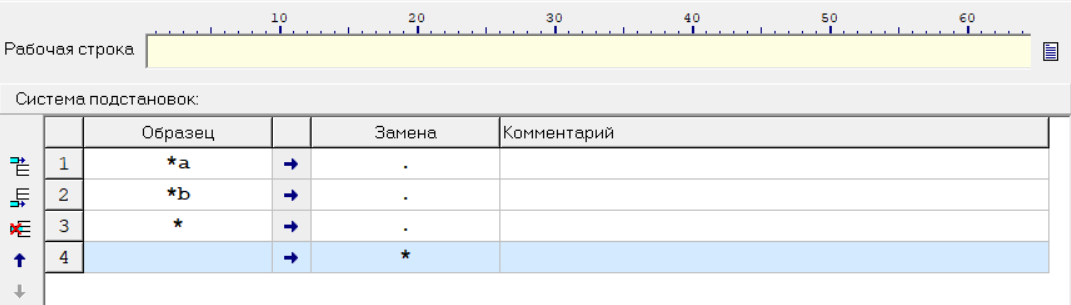 10 20 30 40 50 60
Рабочая строка
Система подстановок:
Образец Замена Комментарий
1 *a → .
2 *b → .
3 * → .
4 → *